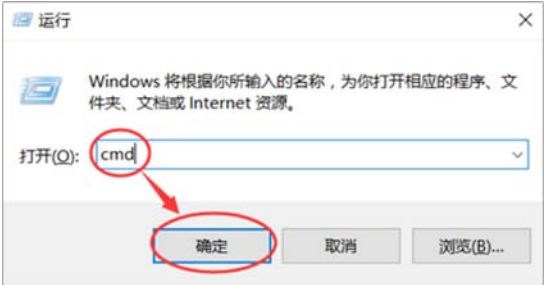 运行
Windows 将根据你所输入的名称，为你打开相应的程序、文
件夹、文档或 Internet 资源。
打开(O): cmd
确定 取消 浏览(B)...